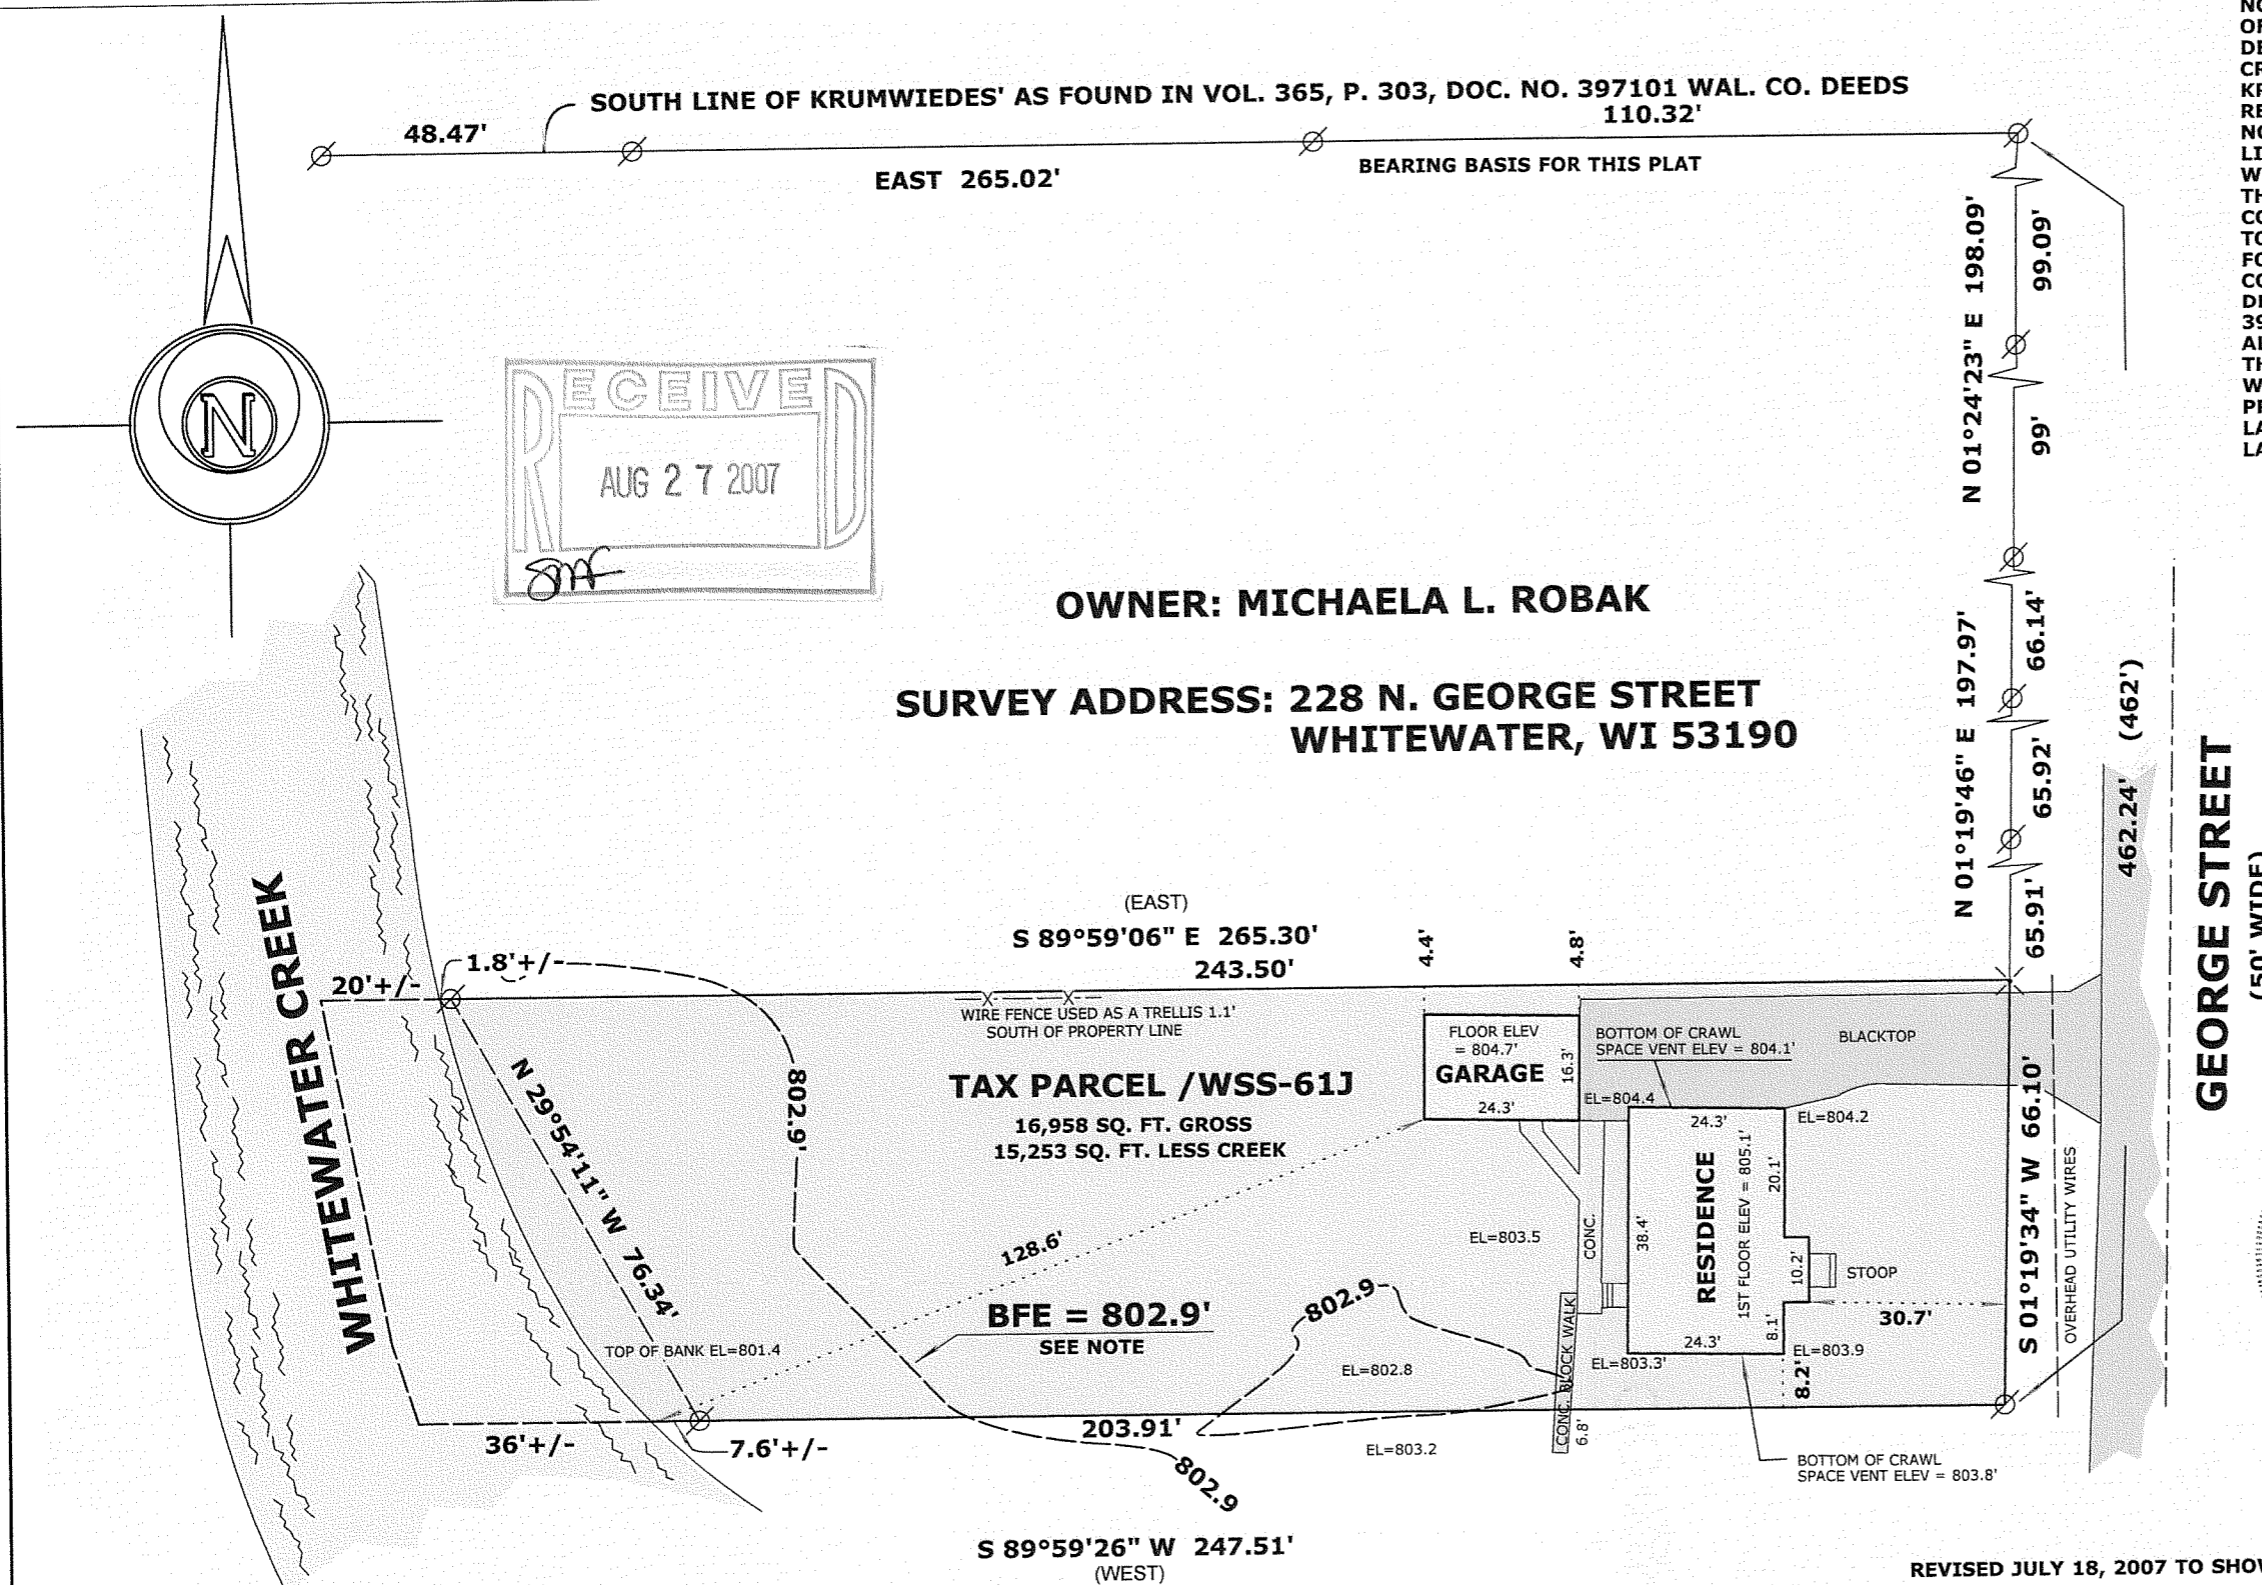 SOUTH LINE OF KRUMWIEDES' AS FOUND IN VOL. 365, P. 303, DOC. NO. 397101 WAL. CO. DEEDS
48.47'
110.32'
EAST 265.02'
BEARING BASIS FOR THIS PLAT
N
RECEIVED
AUG 27 2007
N 01°24'23" E 198.09'
99.09'
99'
OWNER: MICHAELA L. ROBAK
SURVEY ADDRESS: 228 N. GEORGE STREET
WHITEWATER, WI 53190
N 01°19'46" E 197.97'
66.14'
65.92'
65.91'
462.24' (462')
GEORGE STREET
(50' WIDE)
(EAST)
S 89°59'06" E 265.30'
243.50'
4.4'
4.8'
20'+/-
1.8'+/-
WHITEWATER CREEK
WIRE FENCE USED AS A TRELLIS 1.1'
SOUTH OF PROPERTY LINE
802.9'
N 29°54'11" W 76.34'
TAX PARCEL /WSS-61J
16,958 SQ. FT. GROSS
15,253 SQ. FT. LESS CREEK
FLOOR ELEV
= 804.7'
GARAGE
16.3'
24.3'
BOTTOM OF CRAWL
SPACE VENT ELEV = 804.1'
BLACKTOP
EL=804.4
EL=804.2
24.3'
RESIDENCE
1ST FLOOR ELEV = 805.1'
20.1'
38.4'
10.2'
8.1'
24.3'
STOOP
30.7'
S 01°19'34" W 66.10'
OVERHEAD UTILITY WIRES
CONC.
EL=803.5
128.6'
BFE = 802.9'
SEE NOTE
802.9
TOP OF BANK EL=801.4
EL=802.8
CONC. BLOCK WALK
EL=803.3'
EL=803.9
8.2'
36'+/-
7.6'+/-
203.91'
802.9
EL=803.2
6.8'
BOTTOM OF CRAWL
SPACE VENT ELEV = 803.8'
S 89°59'26" W 247.51'
(WEST)
REVISED JULY 18, 2007 TO